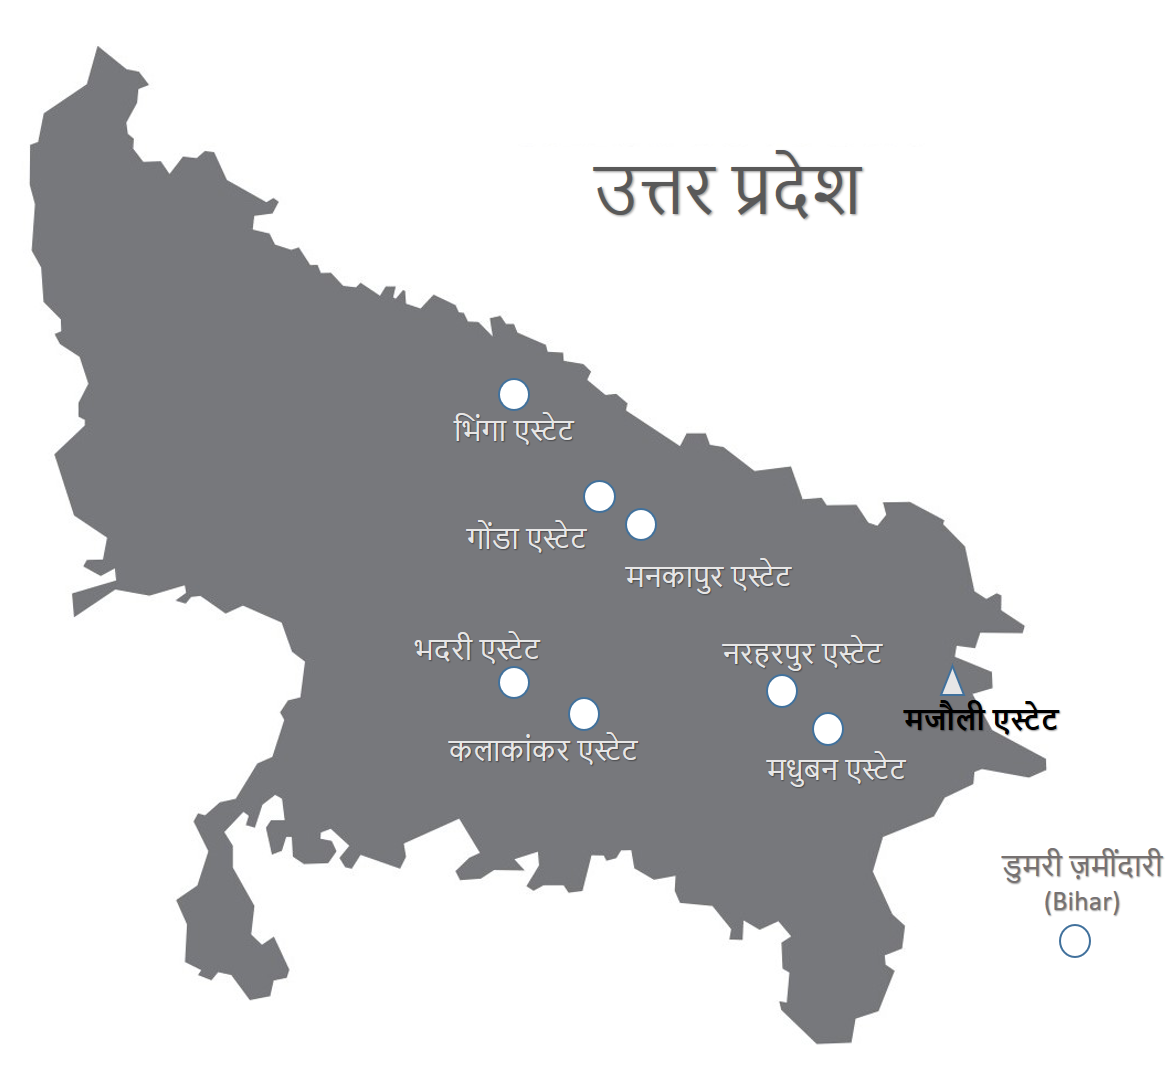 उत्तर प्रदेश
भिंगा एस्टेट
गोंडा एस्टेट
मनकापुर एस्टेट
भदरी एस्टेट
नरहरपुर एस्टेट
मजौली एस्टेट
कलाकांकर एस्टेट
मधुबन एस्टेट
डुमरी ज़मींदारी
(Bihar)